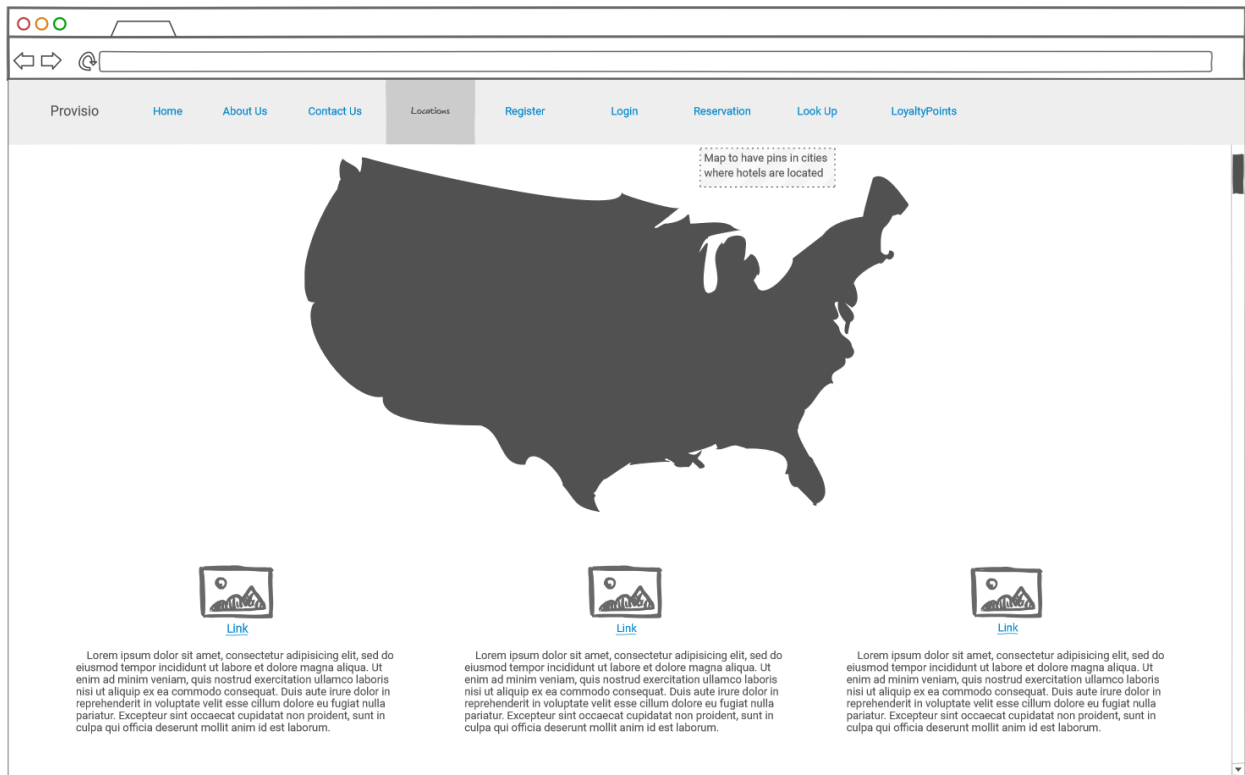 Provisio Home About Us Contact Us Locations Register Login Reservation Look Up LoyaltyPoints
Map to have pins in cities
where hotels are located
Link
Lorem ipsum dolor sit amet, consectetur adipisicing elit, sed do
eiusmod tempor incididunt ut labore et dolore magna aliqua. Ut
enim ad minim veniam, quis nostrud exercitation ullamco laboris
nisi ut aliquip ex ea commodo consequat. Duis aute irure dolor in
reprehenderit in voluptate velit esse cillum dolore eu fugiat nulla
pariatur. Excepteur sint occaecat cupidatat non proident, sunt in
culpa qui officia deserunt mollit anim id est laborum.
Link
Lorem ipsum dolor sit amet, consectetur adipisicing elit, sed do
eiusmod tempor incididunt ut labore et dolore magna aliqua. Ut
enim ad minim veniam, quis nostrud exercitation ullamco laboris
nisi ut aliquip ex ea commodo consequat. Duis aute irure dolor in
reprehenderit in voluptate velit esse cillum dolore eu fugiat nulla
pariatur. Excepteur sint occaecat cupidatat non proident, sunt in
culpa qui officia deserunt mollit anim id est laborum.
Link
Lorem ipsum dolor sit amet, consectetur adipisicing elit, sed do
eiusmod tempor incididunt ut labore et dolore magna aliqua. Ut
enim ad minim veniam, quis nostrud exercitation ullamco laboris
nisi ut aliquip ex ea commodo consequat. Duis aute irure dolor in
reprehenderit in voluptate velit esse cillum dolore eu fugiat nulla
pariatur. Excepteur sint occaecat cupidatat non proident, sunt in
culpa qui officia deserunt mollit anim id est laborum.